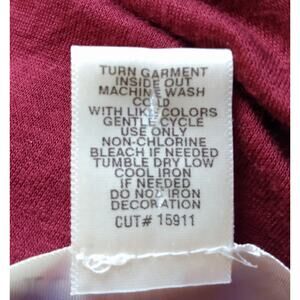 TURN GARMENT
INSIDE OUT
MACHINE WASH
COLD
WITH LIKE COLORS
GENTLE CYCLE
USE ONLY
NON-CHLORINE
BLEACH IF NEEDED
TUMBLE DRY LOW
COOL IRON
IF NEEDED
DO NOT IRON
DECORATION
CUT# 15911